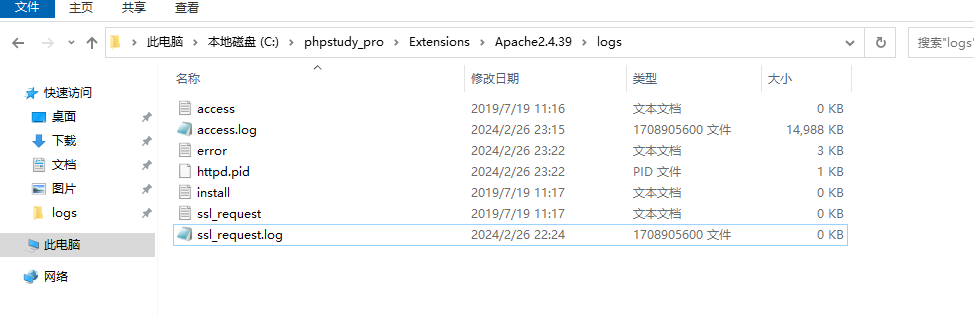 文件 主页 共享 查看
此电脑 本地磁盘 (C:) phpstudy_pro Extensions Apache2.4.39 logs 搜索"logs"
名称 修改日期 类型 大小
快速访问
桌面
下载
文档
图片
logs
此电脑
网络
access 2019/7/19 11:16 文本文档 0 KB
access.log 2024/2/26 23:15 1708905600 文件 14,988 KB
error 2024/2/26 23:22 文本文档 3 KB
httpd.pid 2024/2/26 23:22 PID 文件 1 KB
install 2019/7/19 11:17 文本文档 0 KB
ssl_request 2019/7/19 11:17 文本文档 0 KB
ssl_request.log 2024/2/26 22:24 1708905600 文件 0 KB